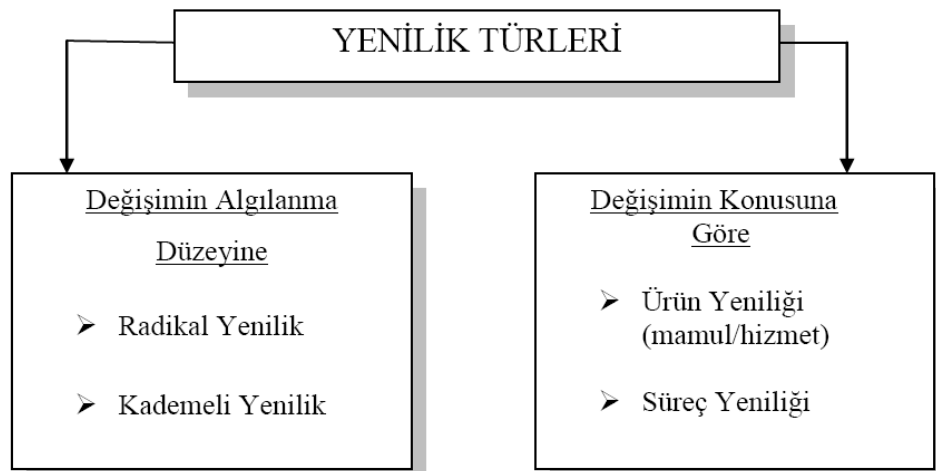 YENİLİK TÜRLERİ
Değişimin Algılanma
Düzeyine
➢ Radikal Yenilik
➢ Kademeli Yenilik
Değişimin Konusuna
Göre
➢ Ürün Yeniliği
(mamul/hizmet)
➢ Süreç Yeniliği